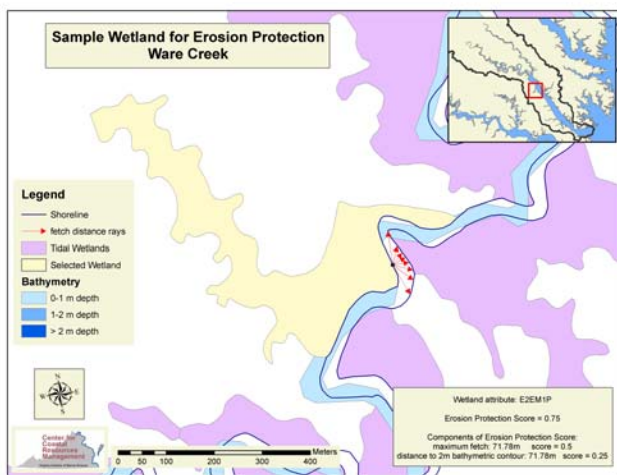 Sample Wetland for Erosion Protection
Ware Creek
Legend
Shoreline
fetch distance rays
Tidal Wetlands
Selected Wetland
Bathymetry
0-1 m depth
1-2 m depth
> 2 m depth
N
Center for
Coastal
Resources
Management
Meters
0 50 100 200 300 400
Wetland attribute: E2EM1P
Erosion Protection Score = 0.75
Components of Erosion Protection Score:
maximum fetch: 71.78m score = 0.5
distance to 2m bathymetric contour: 71.78m score = 0.25